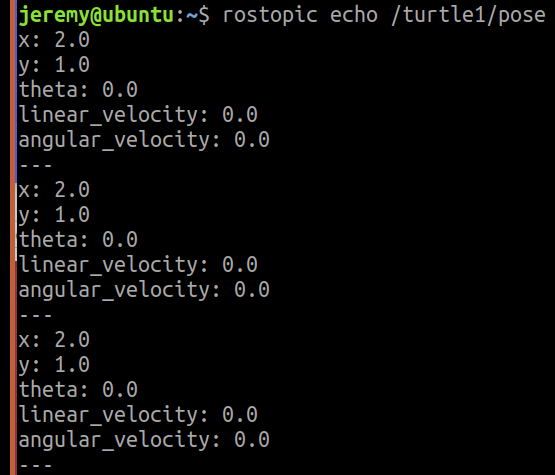 jeremy@ubuntu:~$ rostopic echo /turtle1/pose
x: 2.0
y: 1.0
theta: 0.0
linear_velocity: 0.0
angular_velocity: 0.0
---
x: 2.0
y: 1.0
theta: 0.0
linear_velocity: 0.0
angular_velocity: 0.0
---
x: 2.0
y: 1.0
theta: 0.0
linear_velocity: 0.0
angular_velocity: 0.0
---